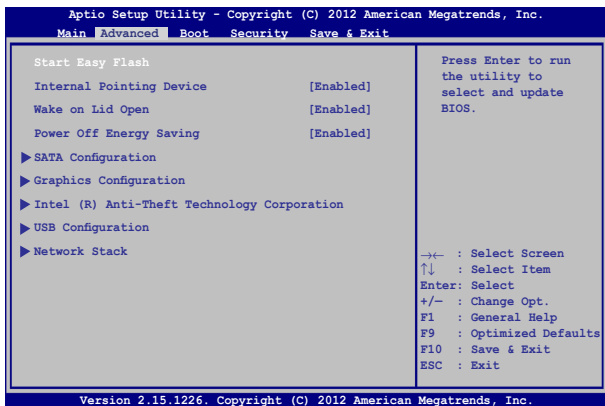 Aptio Setup Utility - Copyright (C) 2012 American Megatrends, Inc.
Main Advanced Boot Security Save & Exit
Start Easy Flash
Internal Pointing Device [Enabled]
Wake on Lid Open [Enabled]
Power Off Energy Saving [Enabled]
SATA Configuration
Graphics Configuration
Intel (R) Anti-Theft Technology Corporation
USB Configuration
Network Stack
Press Enter to run
the utility to
select and update
BIOS.
→← : Select Screen
↑↓ : Select Item
Enter: Select
+/— : Change Opt.
F1 : General Help
F9 : Optimized Defaults
F10 : Save & Exit
ESC : Exit
Version 2.15.1226. Copyright (C) 2012 American Megatrends, Inc.